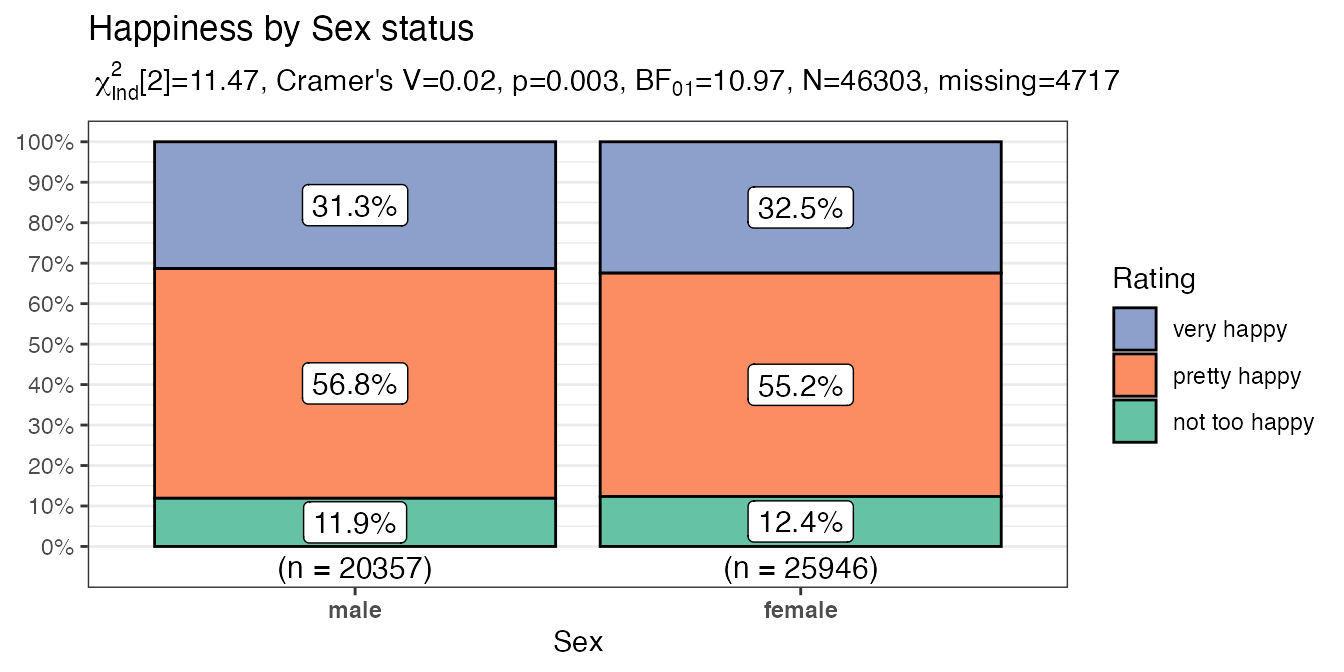 Happiness by Sex status
χ²Ind[2]=11.47, Cramer's V=0.02, p=0.003, BF₀₁=10.97, N=46303, missing=4717
100%
90%
80%
70%
60%
50%
40%
30%
20%
10%
0%
31.3%
56.8%
11.9%
(n = 20357)
32.5%
55.2%
12.4%
(n = 25946)
male
female
Sex
Rating
very happy
pretty happy
not too happy